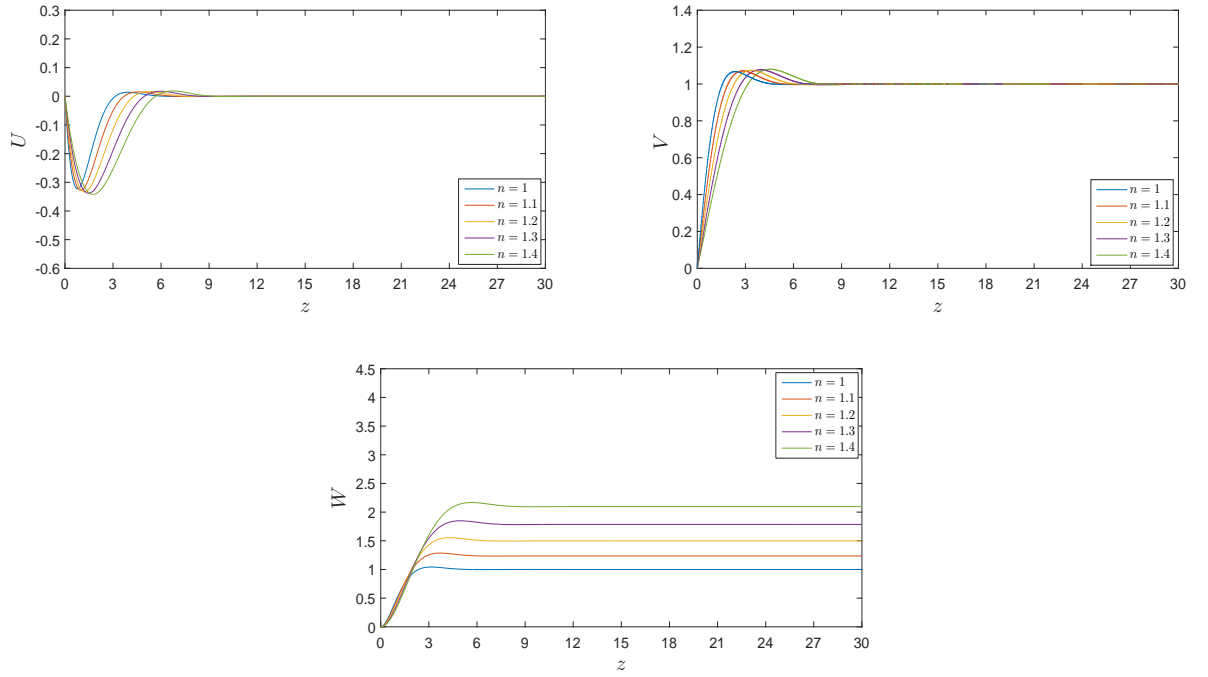 0.3
0.2
0.1
0
-0.1
-0.2
-0.3
-0.4
-0.5
-0.6
U
0 3 6 9 12 15 18 21 24 27 30
z
n = 1
n = 1.1
n = 1.2
n = 1.3
n = 1.4
1.4
1.2
1
0.8
0.6
0.4
0.2
0
V
0 3 6 9 12 15 18 21 24 27 30
z
n = 1
n = 1.1
n = 1.2
n = 1.3
n = 1.4
4.5
4
3.5
3
2.5
2
1.5
1
0.5
0
W
0 3 6 9 12 15 18 21 24 27 30
z
n = 1
n = 1.1
n = 1.2
n = 1.3
n = 1.4